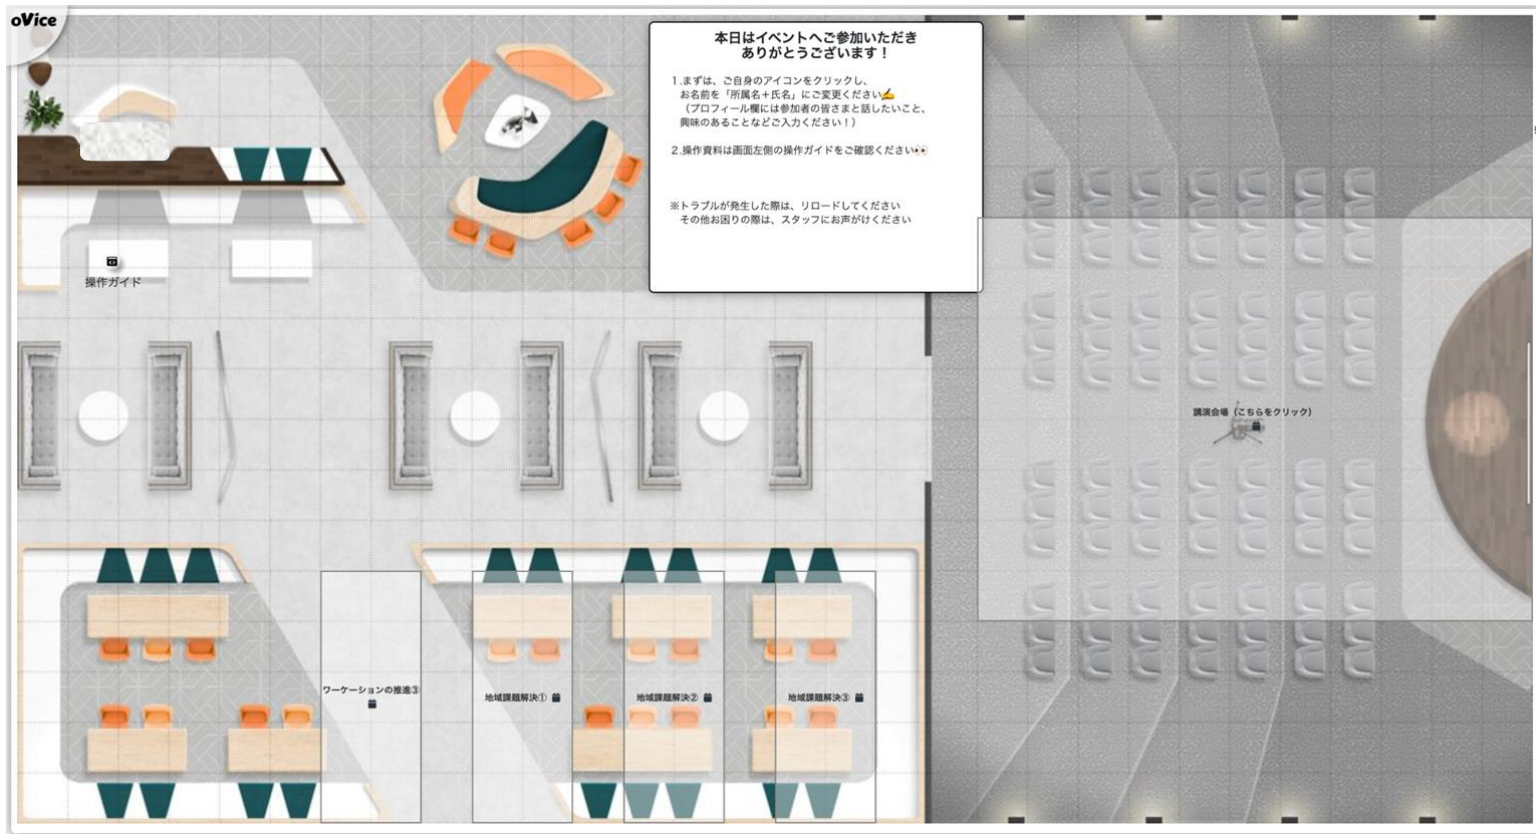 oVice
本日はイベントへご参加いただき
ありがとうございます！
1.まずは、ご自身のアイコンをクリックし、
お名前を「所属名＋氏名」にご変更ください✍
（プロフィール欄には参加者の皆さまと話したいこと、
興味のあることなどご入力ください！）
2.操作資料は画面左側の操作ガイドをご確認ください👀
※トラブルが発生した際は、リロードしてください
その他お困りの際は、スタッフにお声がけください
操作ガイド
講演会場（こちらをクリック）
ワーケーションの推進③
地域課題解決①
地域課題解決②
地域課題解決③